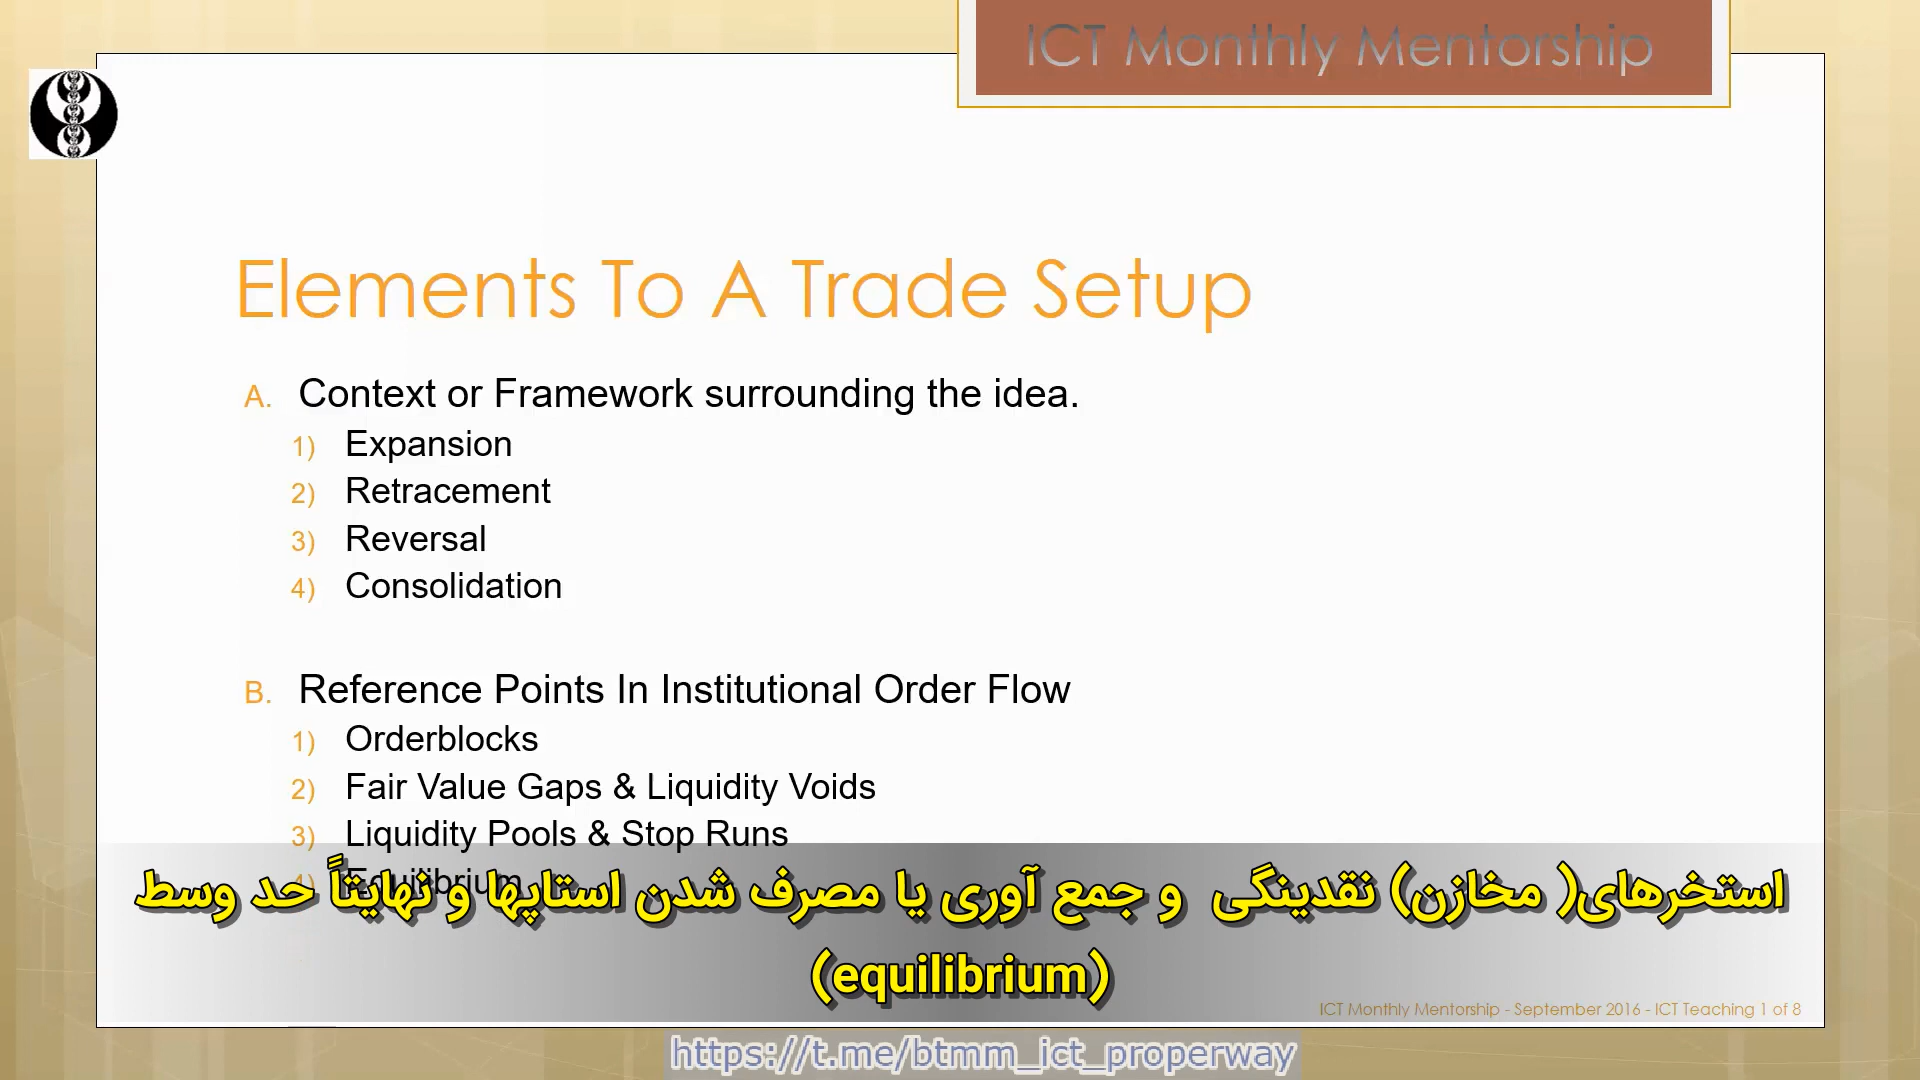 ICT Monthly Mentorship
Elements To A Trade Setup
A. Context or Framework surrounding the idea.
1) Expansion
2) Retracement
3) Reversal
4) Consolidation
B. Reference Points In Institutional Order Flow
1) Orderblocks
2) Fair Value Gaps & Liquidity Voids
3) Liquidity Pools & Stop Runs
4) Equilibrium
استخرهای( مخازن) نقدینگی و جمع آوری یا مصرف شدن استاپها و نهایتاً حد وسط
(equilibrium)
ICT Monthly Mentorship - September 2016 - ICT Teaching 1 of 8
https://t.me/btmm_ict_properway